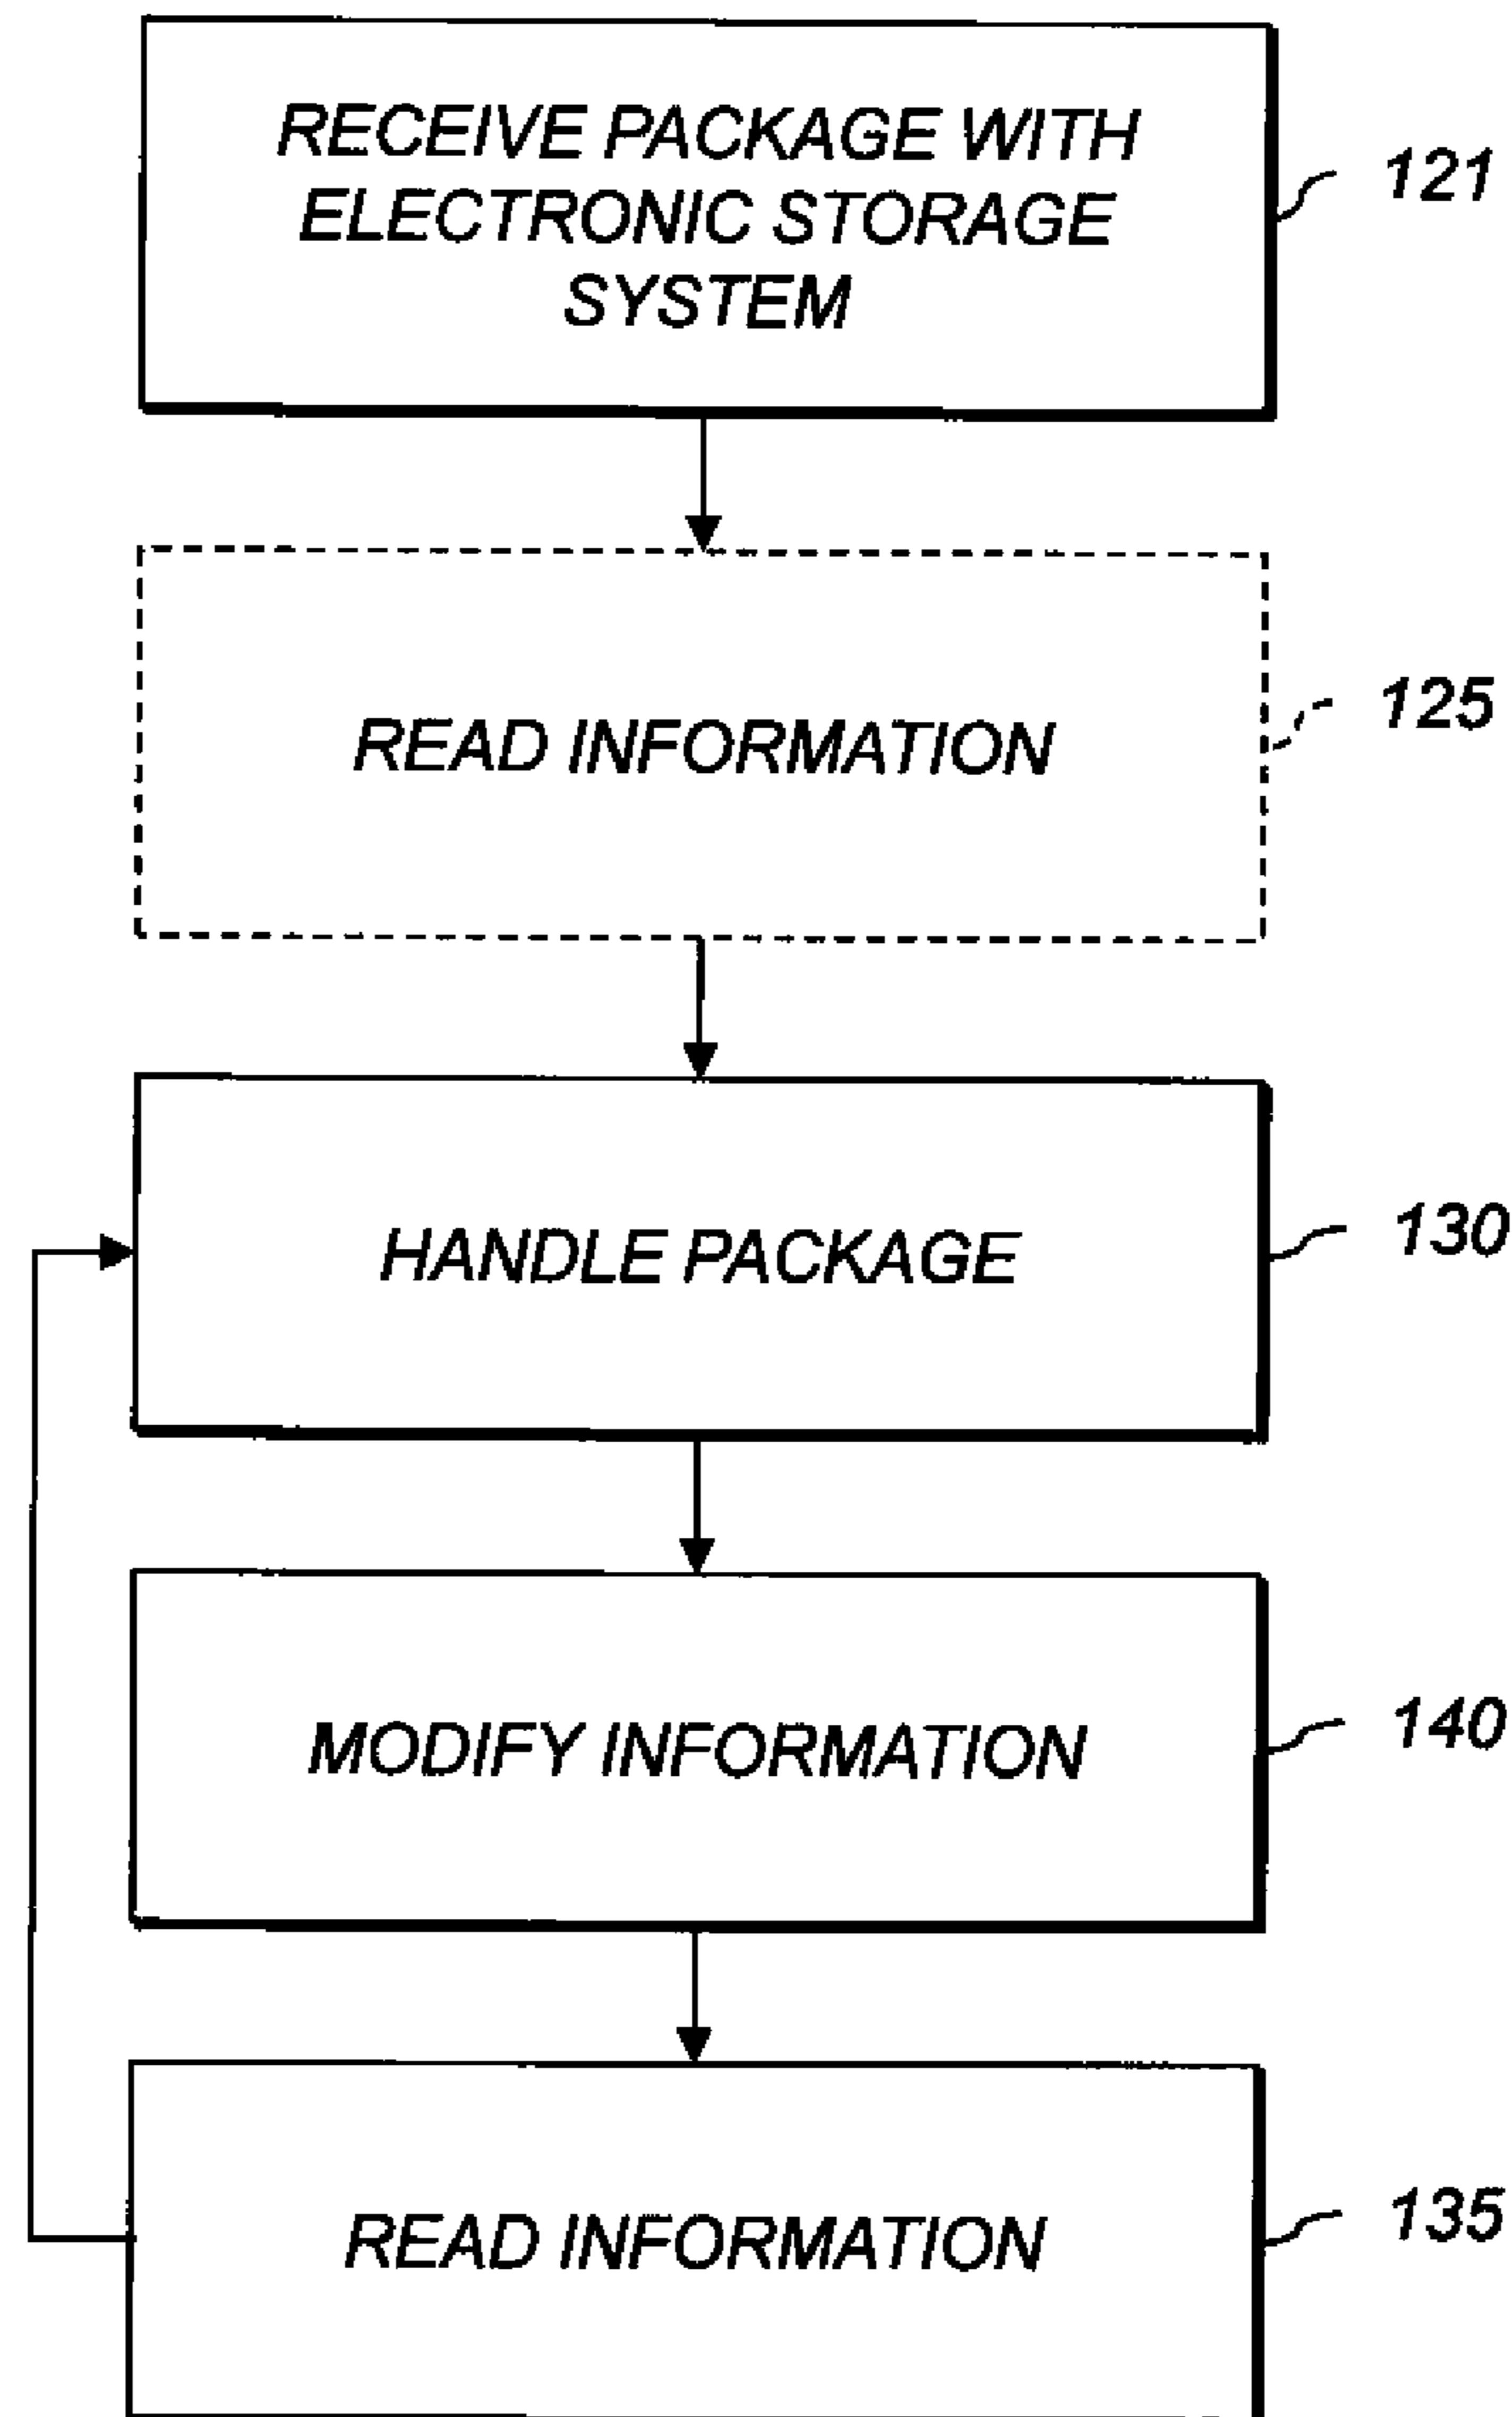 RECEIVE PACKAGE WITH
ELECTRONIC STORAGE
SYSTEM
121
READ INFORMATION
125
HANDLE PACKAGE
130
MODIFY INFORMATION
140
READ INFORMATION
135